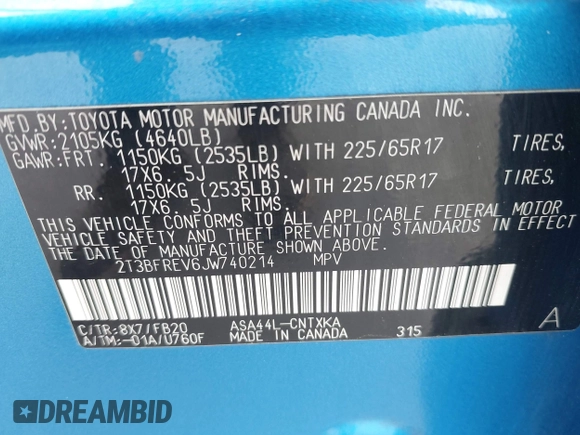 MFD. BY: TOYOTA MOTOR MANUFACTURING CANADA INC.
GVWR: 2105KG (4640LB)
GAWR: FRT. 1150KG (2535LB) WITH 225/65R17 TIRES,
17X6. 5J RIMS.
RR. 1150KG (2535LB) WITH 225/65R17 TIRES,
17X6. 5J RIMS.
THIS VEHICLE CONFORMS TO ALL APPLICABLE FEDERAL MOTOR
VEHICLE SAFETY AND THEFT PREVENTION STANDARDS IN EFFECT ON
THE DATE OF MANUFACTURE SHOWN ABOVE.
2T3BFREV6JW740214 MPV
C/TR: 8X7/FB20 ASA44L-CNTXKA 315 A
A/TM: -01A/U760F MADE IN CANADA
DREAMBID